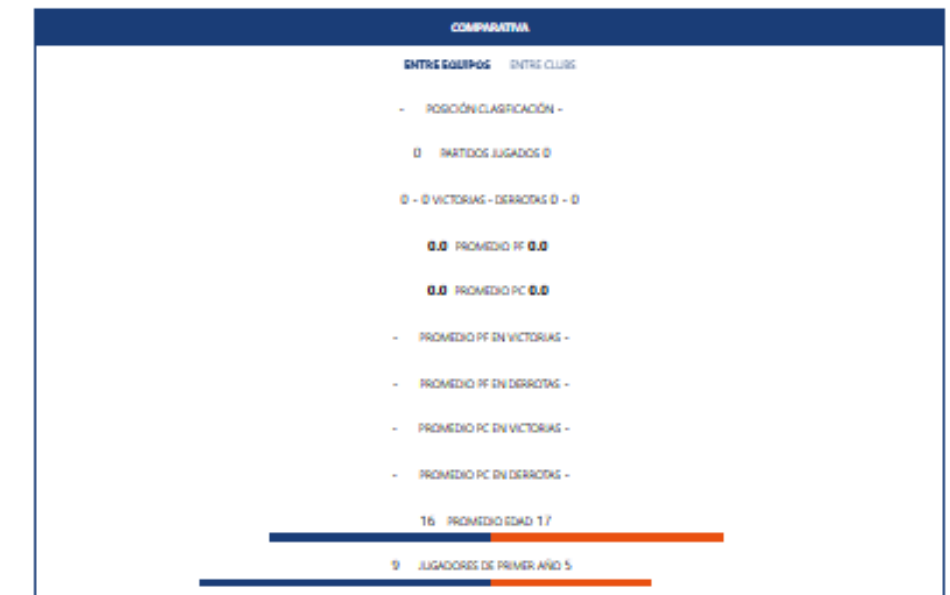 COMPARATIVA
ENTRE EQUIPOS ENTRE CLUBS
- POSICIÓN CLASIFICACIÓN -
0 PARTIDOS JUGADOS 0
0 - 0 VICTORIAS - DERROTAS 0 - 0
0.0 PROMEDIO PF 0.0
0.0 PROMEDIO PC 0.0
- PROMEDIO PF EN VICTORIAS -
- PROMEDIO PF EN DERROTAS -
- PROMEDIO PC EN VICTORIAS -
- PROMEDIO PC EN DERROTAS -
16 PROMEDIO EDAD 17
9 JUGADORES DE PRIMER AÑO 5